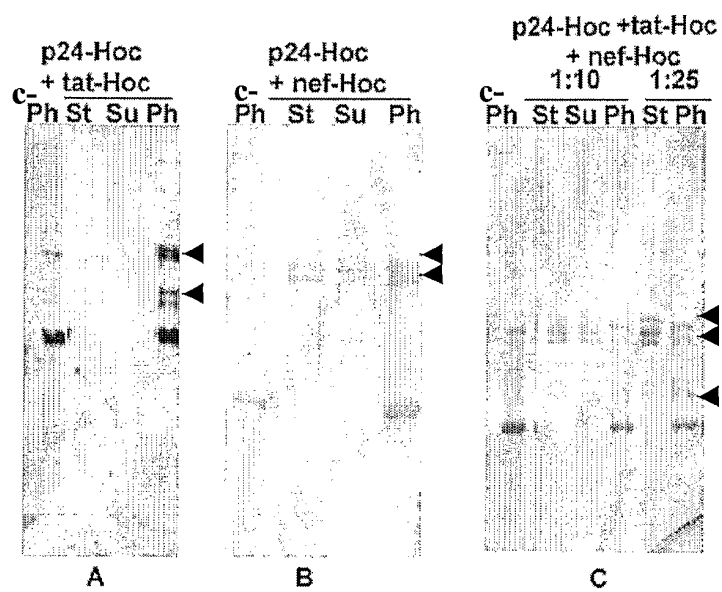 p24-Hoc
+ tat-Hoc
c-
Ph St Su Ph
p24-Hoc
+ nef-Hoc
c-
Ph St Su Ph
p24-Hoc +tat-Hoc
+ nef-Hoc
c- 1:10 1:25
Ph St Su Ph St Ph
A B C